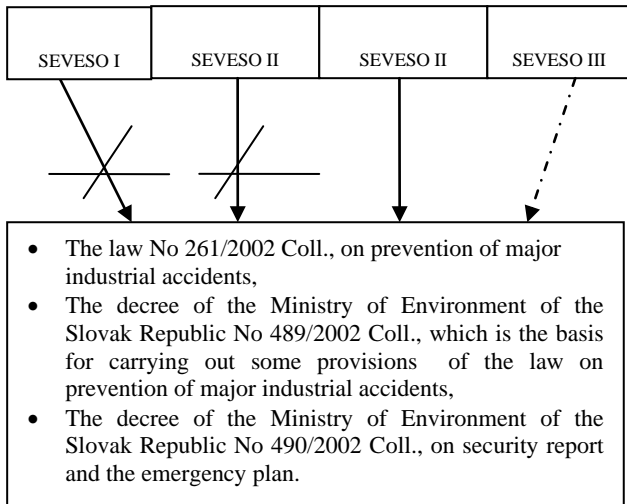 SEVESO I SEVESO II SEVESO II SEVESO III
• The law No 261/2002 Coll., on prevention of major
industrial accidents,
• The decree of the Ministry of Environment of the
Slovak Republic No 489/2002 Coll., which is the basis
for carrying out some provisions of the law on
prevention of major industrial accidents,
• The decree of the Ministry of Environment of the
Slovak Republic No 490/2002 Coll., on security report
and the emergency plan.